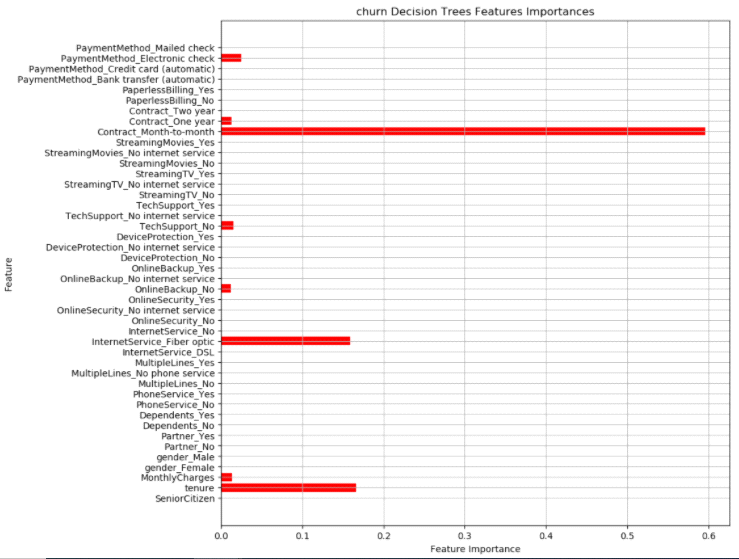 churn Decision Trees Features Importances
PaymentMethod_Mailed check
PaymentMethod_Electronic check
PaymentMethod_Credit card (automatic)
PaymentMethod_Bank transfer (automatic)
PaperlessBilling_Yes
PaperlessBilling_No
Contract_Two year
Contract_One year
Contract_Month-to-month
StreamingMovies_Yes
StreamingMovies_No internet service
StreamingMovies_No
StreamingTV_Yes
StreamingTV_No internet service
StreamingTV_No
TechSupport_Yes
TechSupport_No internet service
TechSupport_No
DeviceProtection_Yes
DeviceProtection_No internet service
DeviceProtection_No
OnlineBackup_Yes
OnlineBackup_No internet service
OnlineBackup_No
OnlineSecurity_Yes
OnlineSecurity_No internet service
OnlineSecurity_No
InternetService_No
InternetService_Fiber optic
InternetService_DSL
MultipleLines_Yes
MultipleLines_No phone service
MultipleLines_No
PhoneService_Yes
PhoneService_No
Dependents_Yes
Dependents_No
Partner_Yes
Partner_No
gender_Male
gender_Female
MonthlyCharges
tenure
SeniorCitizen
Feature
0.0 0.1 0.2 0.3 0.4 0.5 0.6
Feature Importance